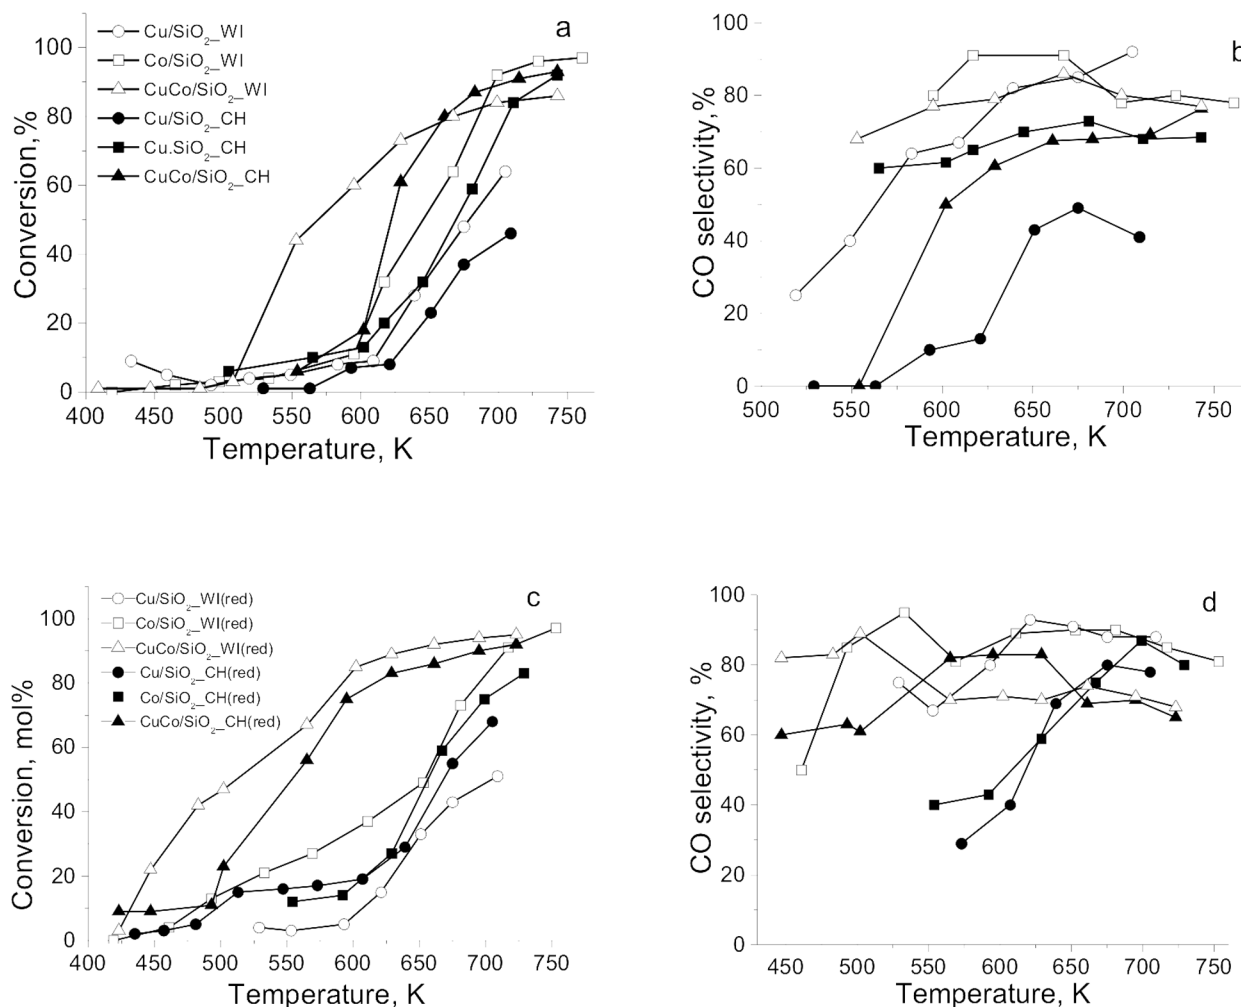 a
Cu/SiO2_WI
Co/SiO2_WI
CuCo/SiO2_WI
Cu/SiO2_CH
Cu.SiO2_CH
CuCo/SiO2_CH
Conversion,%
100
80
60
40
20
0
400 450 500 550 600 650 700 750
Temperature, K
b
CO selectivity,%
100
80
60
40
20
0
500 550 600 650 700 750
Temperature, K
c
Cu/SiO2_WI(red)
Co/SiO2_WI(red)
CuCo/SiO2_WI(red)
Cu/SiO2_CH(red)
Co/SiO2_CH(red)
CuCo/SiO2_CH(red)
Conversion, mol%
100
80
60
40
20
0
400 450 500 550 600 650 700 750
Temperature, K
d
CO selectivity, %
100
80
60
40
20
0
450 500 550 600 650 700 750
Temperature, K